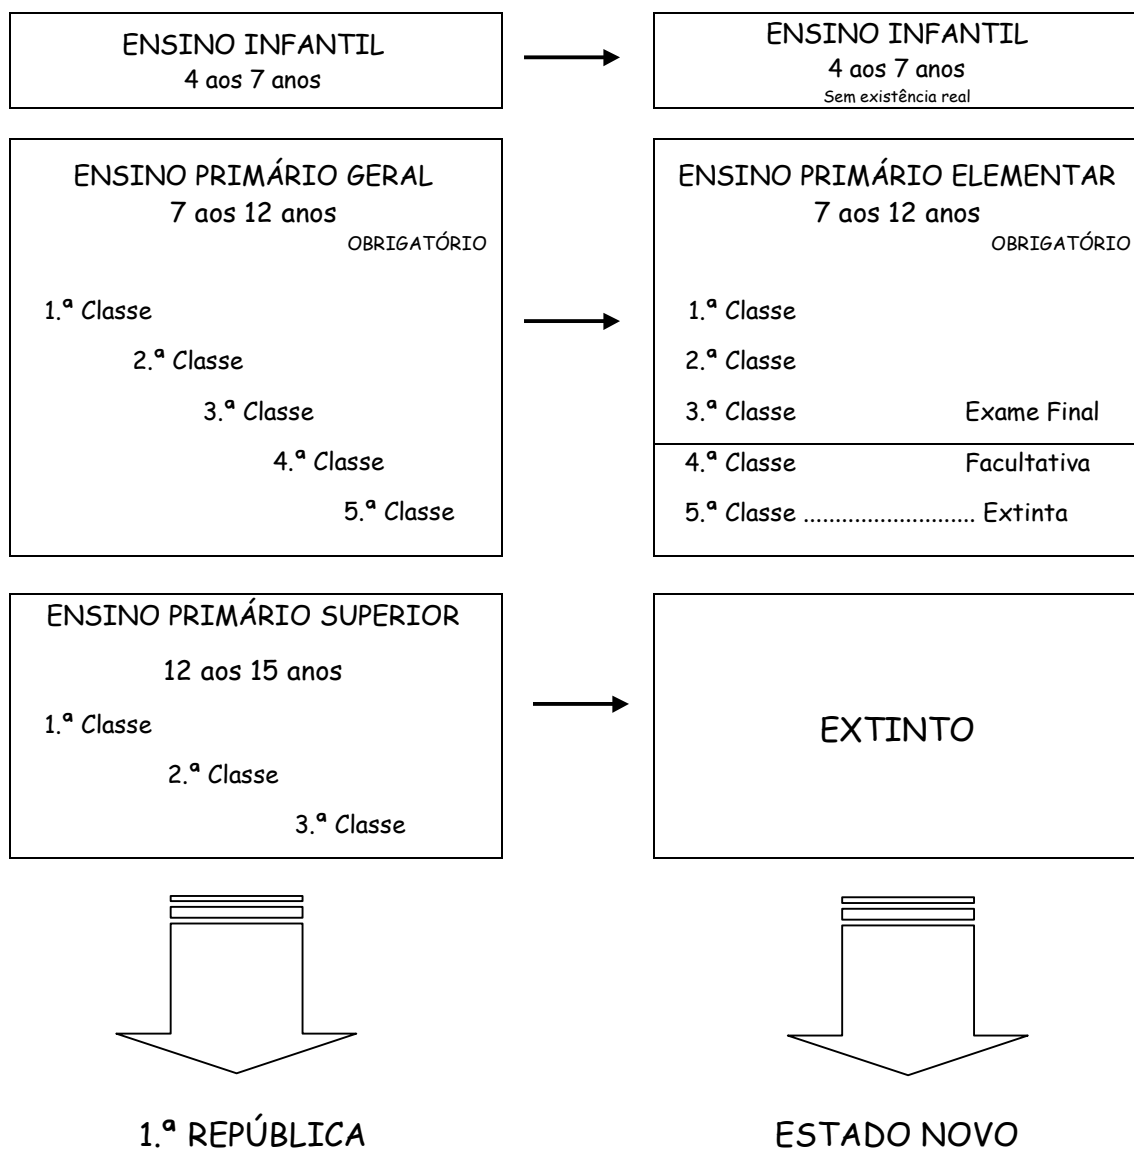 ENSINO INFANTIL
4 aos 7 anos
ENSINO INFANTIL
4 aos 7 anos
Sem existência real
ENSINO PRIMÁRIO GERAL
7 aos 12 anos
OBRIGATÓRIO
1.ª Classe
2.ª Classe
3.ª Classe
4.ª Classe
5.ª Classe
ENSINO PRIMÁRIO ELEMENTAR
7 aos 12 anos
OBRIGATÓRIO
1.ª Classe
2.ª Classe
3.ª Classe Exame Final
4.ª Classe Facultativa
5.ª Classe ........................... Extinta
ENSINO PRIMÁRIO SUPERIOR
12 aos 15 anos
1.ª Classe
2.ª Classe
3.ª Classe
EXTINTO
1.ª REPÚBLICA
ESTADO NOVO